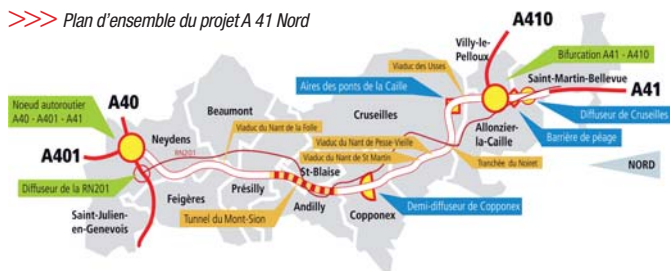 >>> Plan d'ensemble du projet A 41 Nord
A410
Villy-le-
Pelloux
Bifurcation A41 - A410
Viaduc des Usses
Aires des ponts de la Caille
Saint-Martin-Bellevue
A41
Noeud autoroutier
A40 - A401 - A41
A40
Beaumont
Cruseilles
Diffuseur de Cruseilles
Neydens
Viaduc du Nant de la Folle
Allonzier
-la-Caille
Barrière de péage
A401
RN201
Viaduc du Nant de Pesse-Vieille
Viaduc du Nant de St Martin
Tranchée du Noiret
NORD
St-Blaise
Diffuseur de la RN201
Présilly
Feigères
Andilly
Copponex
Demi-diffuseur de Copponex
Saint-Julien-
en-Genevois
Tunnel du Mont-Sion